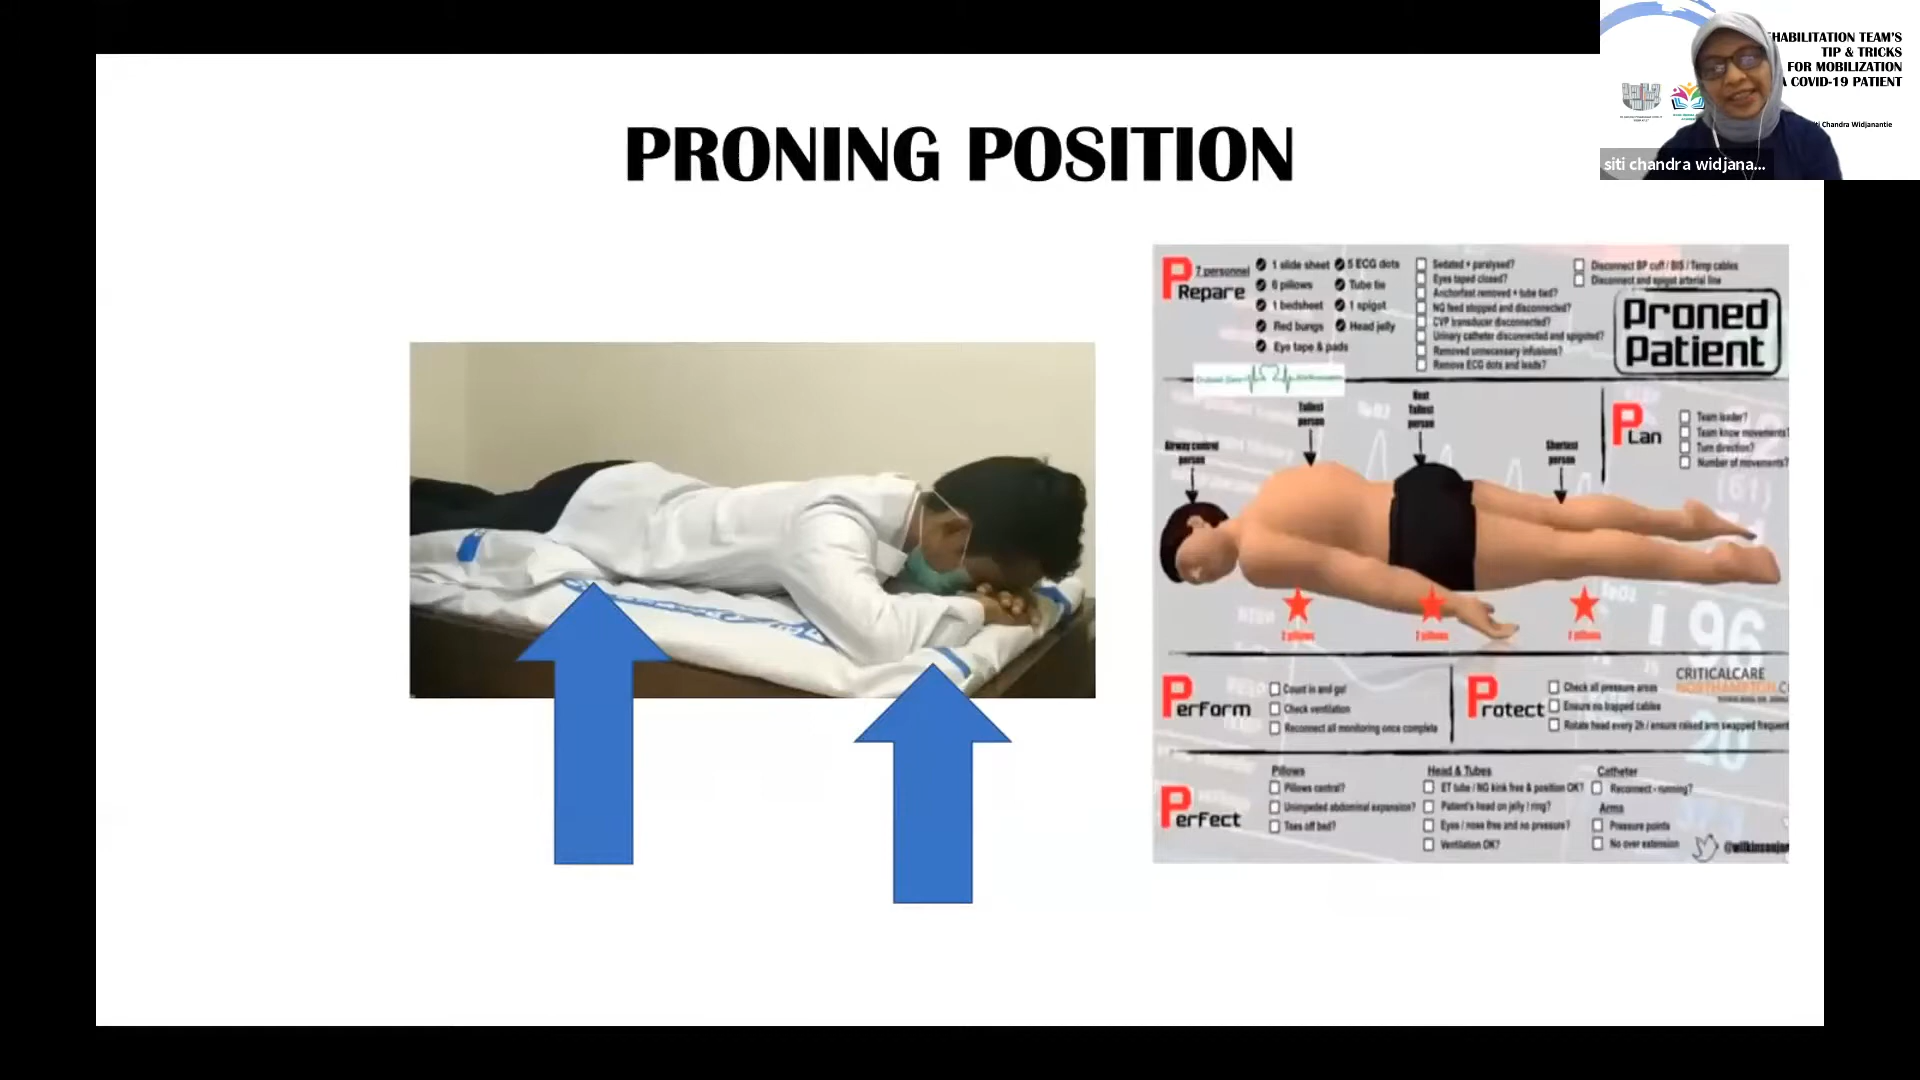 HABILITATION TEAM'S
TIP & TRICKS
FOR MOBILIZATION
A COVID-19 PATIENT
iti Chandra Widjanantie
siti chandra widjana...
PRONING POSITION
Prepare
7 personnel
1 slide sheet
5 ECG dots
6 pillows
Tube tie
1 bedsheet
1 spigot
Red bungs
Head jelly
Eye tape & pads
Sedated + paralysed?
Eyes taped closed?
Anchorfast removed + tube tied?
NG feed stopped and disconnected?
CVP transducer disconnected?
Urinary catheter disconnected and spigoted?
Removed unnecessary infusions?
Remove ECG dots and leads?
Disconnect BP cuff / BIS / Temp cables
Disconnect and spigot arterial line
Proned
Patient
Plan
Team leader?
Team know movements?
Turn direction?
Number of movements?
Airway control
person
Tallest
person
Next
Tallest
person
Shortest
person
2 pillows
2 pillows
96
20
CRITICALCARE
NORTHAMPTON.C
Perform
Count in and go!
Check ventilation
Reconnect all monitoring once complete
Protect
Check all pressure areas
Ensure no trapped cables
Rotate head every 2h / ensure raised arm swapped frequent
Perfect
Pillows
Pillows central?
Unimpeded abdominal expansion?
Toes off bed?
Head & Tubes
ET tube / NG kink free & position OK?
Patient's head on jelly / ring?
Eyes / nose free and no pressure?
Ventilation OK?
Catheter
Reconnect - running?
Arms
Pressure points
No over extension
@wilkinsonjon